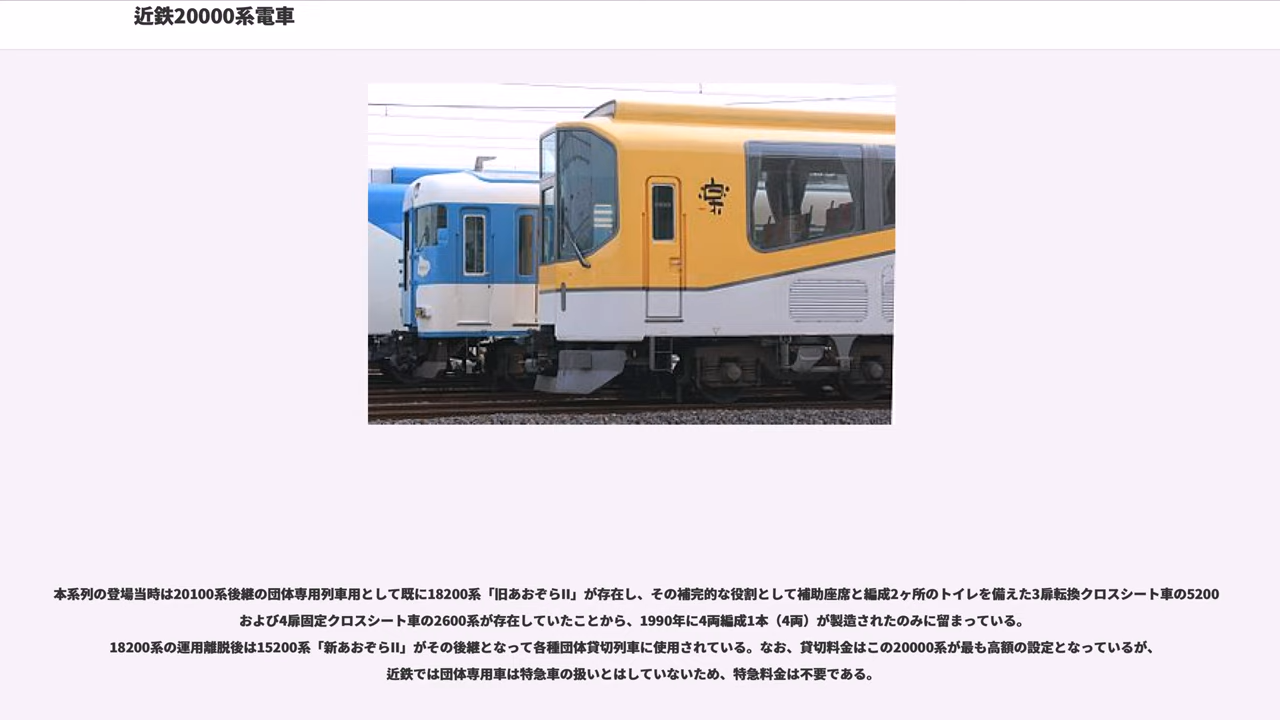 近鉄20000系電車
楽
本系列の登場当時は20100系後継の団体専用列車用として既に18200系「旧あおぞらII」が存在し、その補完的な役割として補助座席と編成2ヶ所のトイレを備えた3扉転換クロスシート車の5200
および4扉固定クロスシート車の2600系が存在していたことから、1990年に4両編成1本（4両）が製造されたのみに留まっている。
18200系の運用離脱後は15200系「新あおぞらII」がその後継となって各種団体貸切列車に使用されている。なお、貸切料金はこの20000系が最も高額の設定となっているが、
近鉄では団体専用車は特急車の扱いとはしていないため、特急料金は不要である。